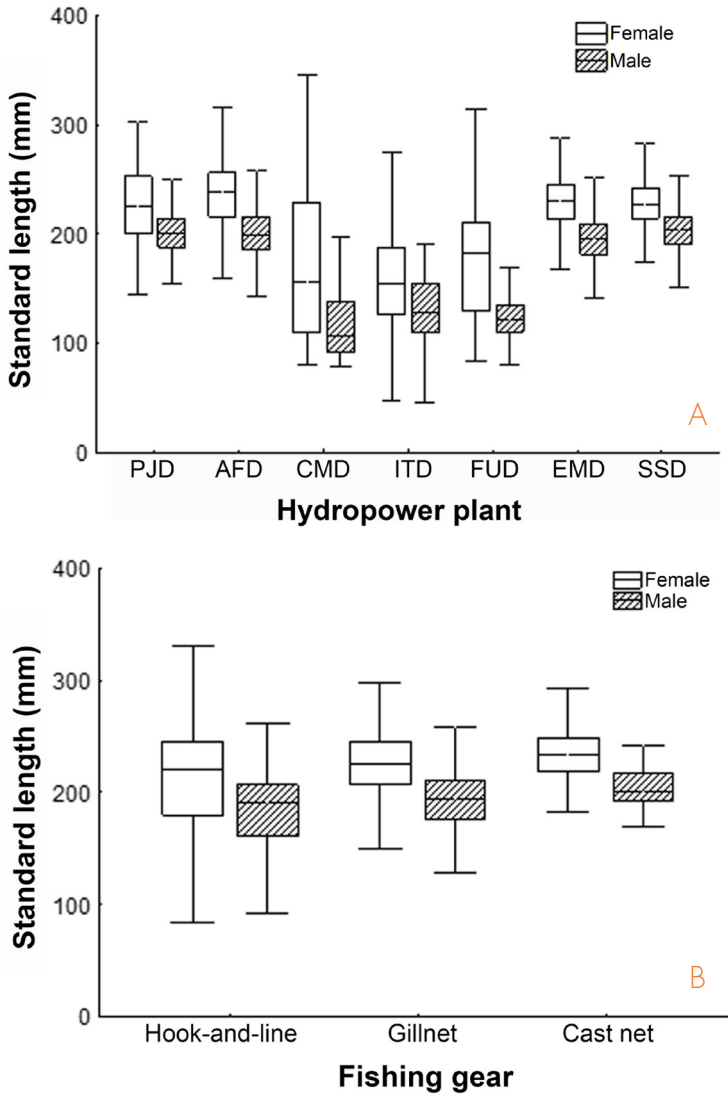 400
300
200
100
0
Standard length (mm)
Female
Male
A
PJD AFD CMD ITD FUD EMD SSD
Hydropower plant
400
300
200
100
0
Standard length (mm)
Female
Male
B
Hook-and-line Gillnet Cast net
Fishing gear